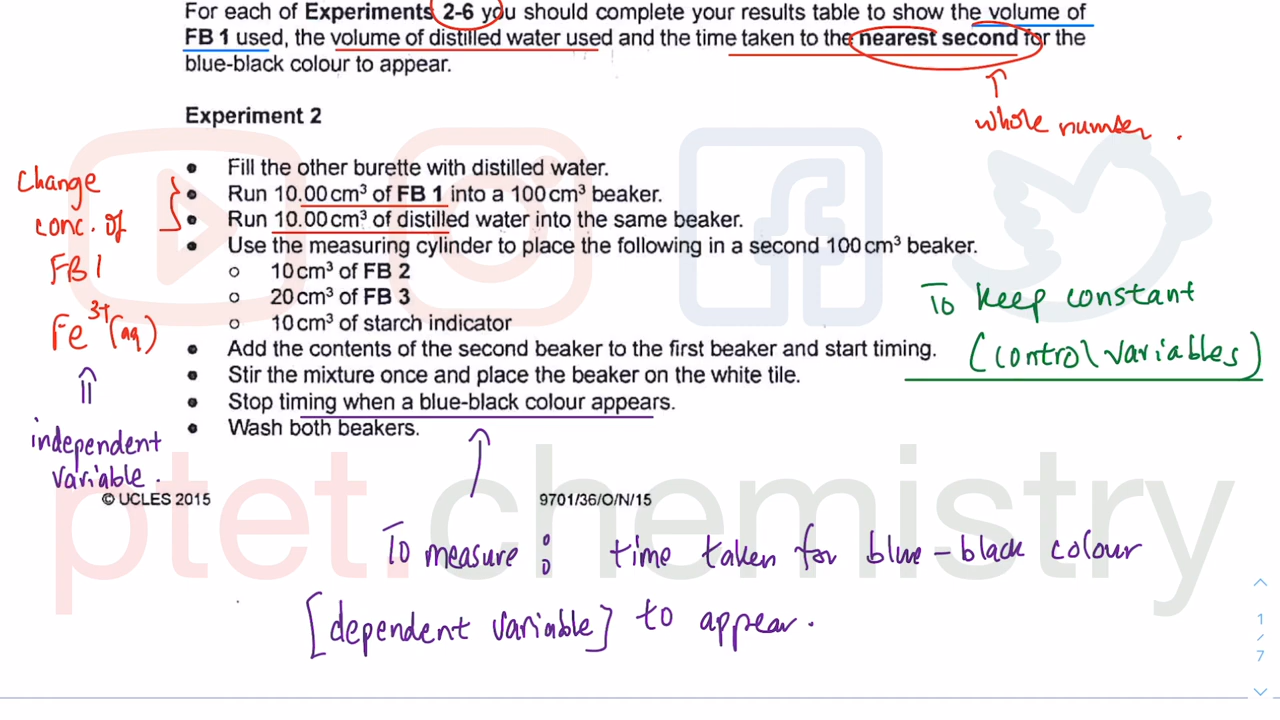 For each of Experiments 2-6 you should complete your results table to show the volume of
FB 1 used, the volume of distilled water used and the time taken to the nearest second for the
blue-black colour to appear.
whole number.
Experiment 2
• Fill the other burette with distilled water.
• Run 10.00 cm³ of FB 1 into a 100 cm³ beaker.
• Run 10.00 cm³ of distilled water into the same beaker.
• Use the measuring cylinder to place the following in a second 100 cm³ beaker.
o 10 cm³ of FB 2
o 20 cm³ of FB 3
o 10 cm³ of starch indicator
• Add the contents of the second beaker to the first beaker and start timing.
• Stir the mixture once and place the beaker on the white tile.
• Stop timing when a blue-black colour appears.
• Wash both beakers.
change
conc. of
FB 1
Fe³⁺(aq)
independent
variable.
To keep constant
(control variables)
© UCLES 2015
9701/36/O/N/15
ptet.chemistry
To measure : time taken for blue-black colour
[dependent variable] to appear.
1
/
7